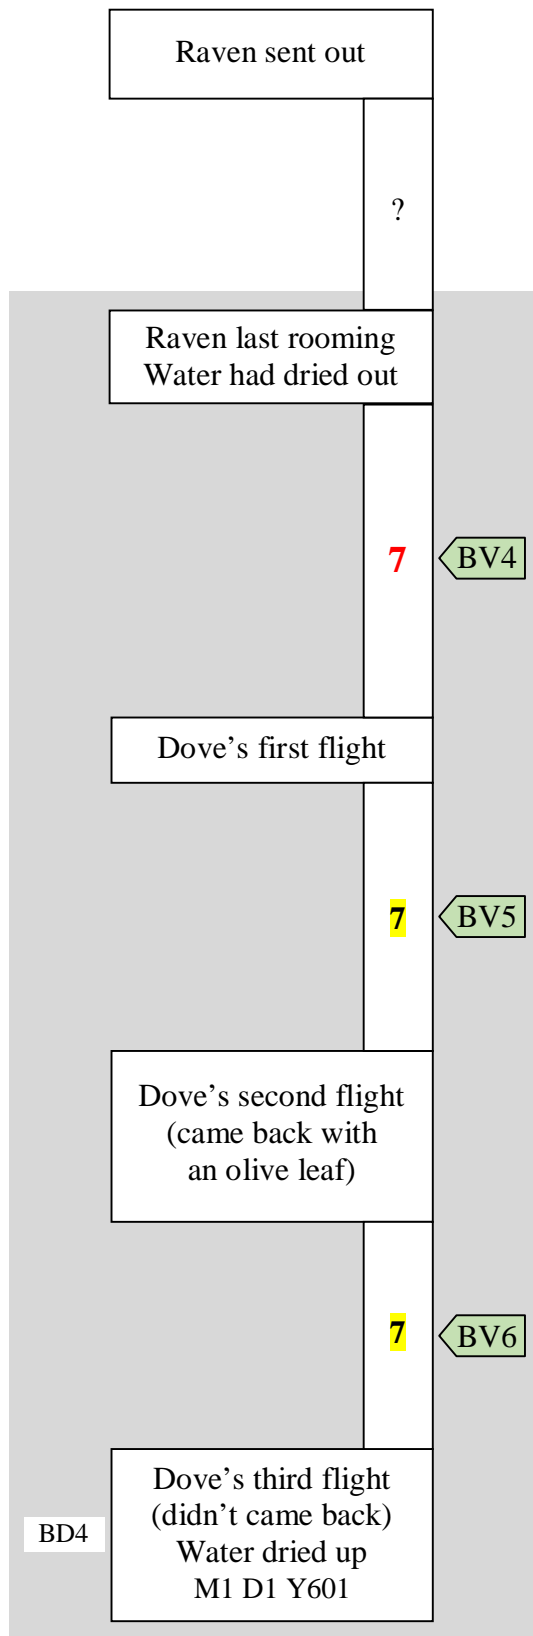 Raven sent out
?
Raven last rooming
Water had dried out
7
BV4
Dove's first flight
7
BV5
Dove's second flight
(came back with
an olive leaf)
7
BV6
Dove's third flight
(didn't came back)
Water dried up
M1 D1 Y601
BD4